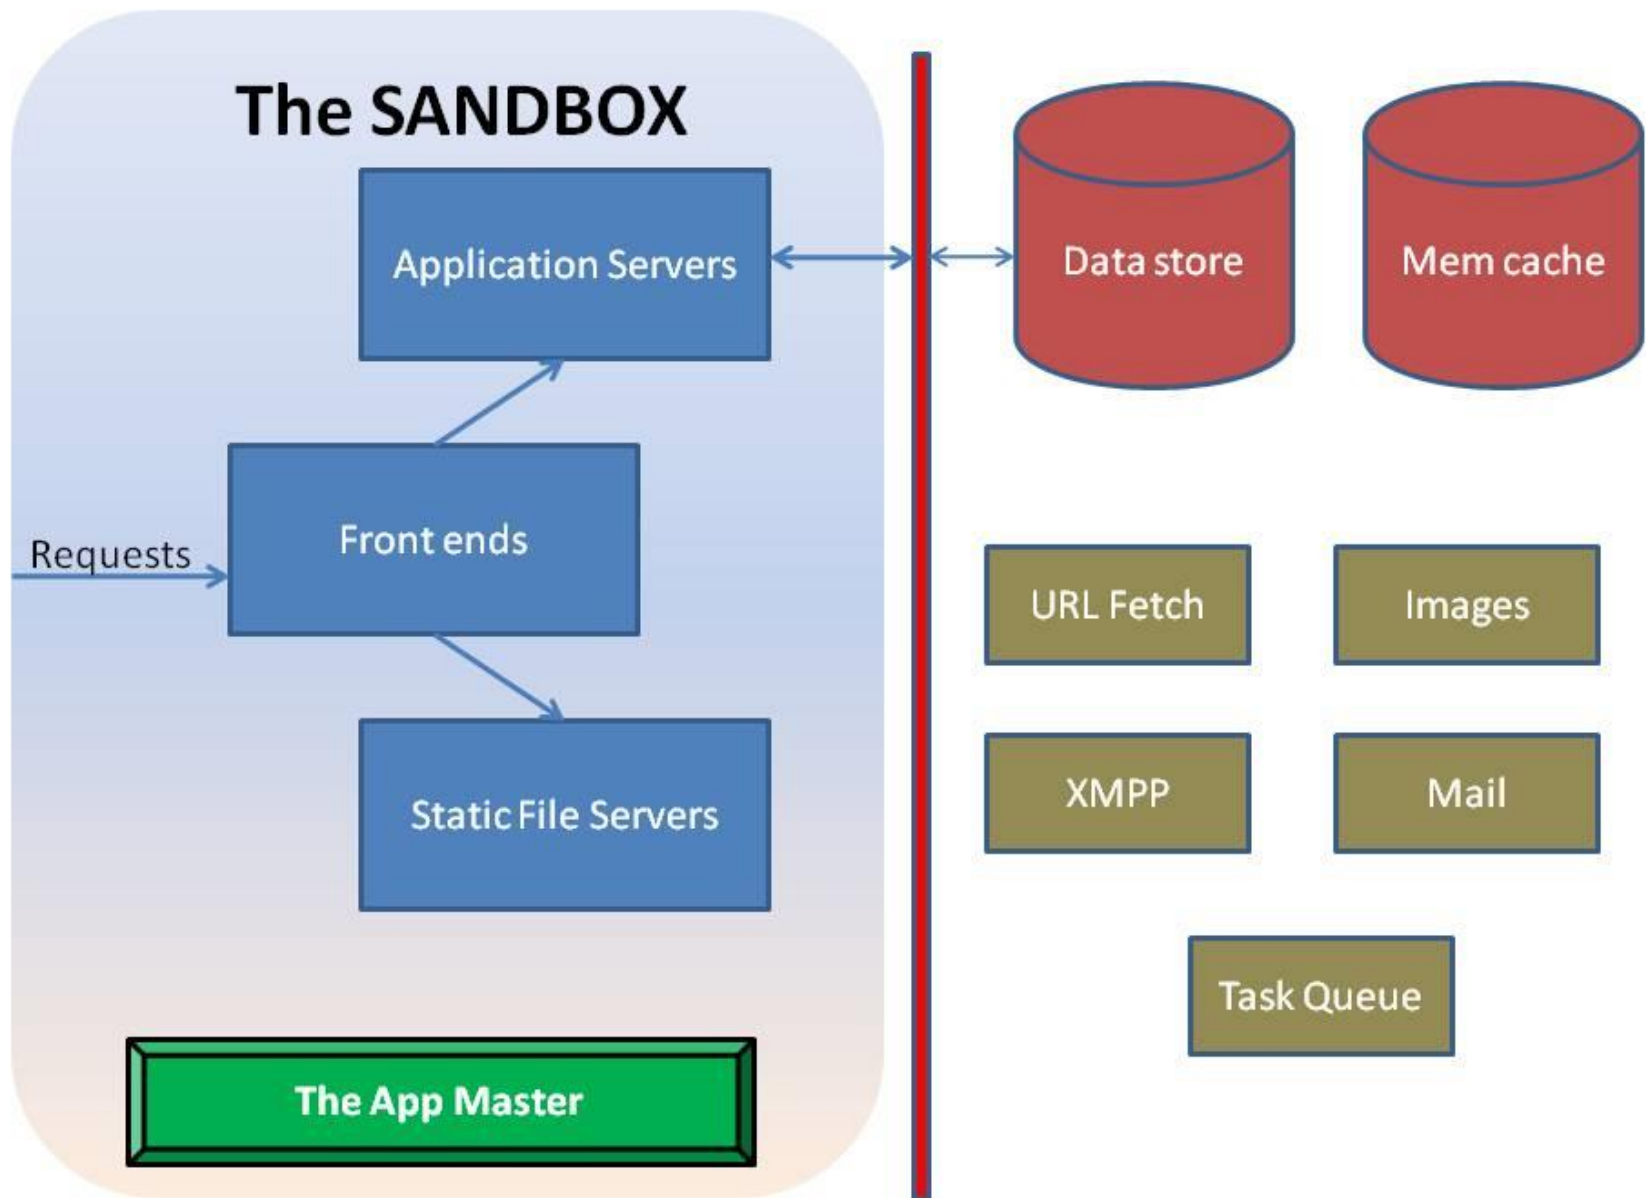 The SANDBOX
Application Servers
Data store
Mem cache
Requests
Front ends
URL Fetch
Images
XMPP
Mail
Static File Servers
Task Queue
The App Master